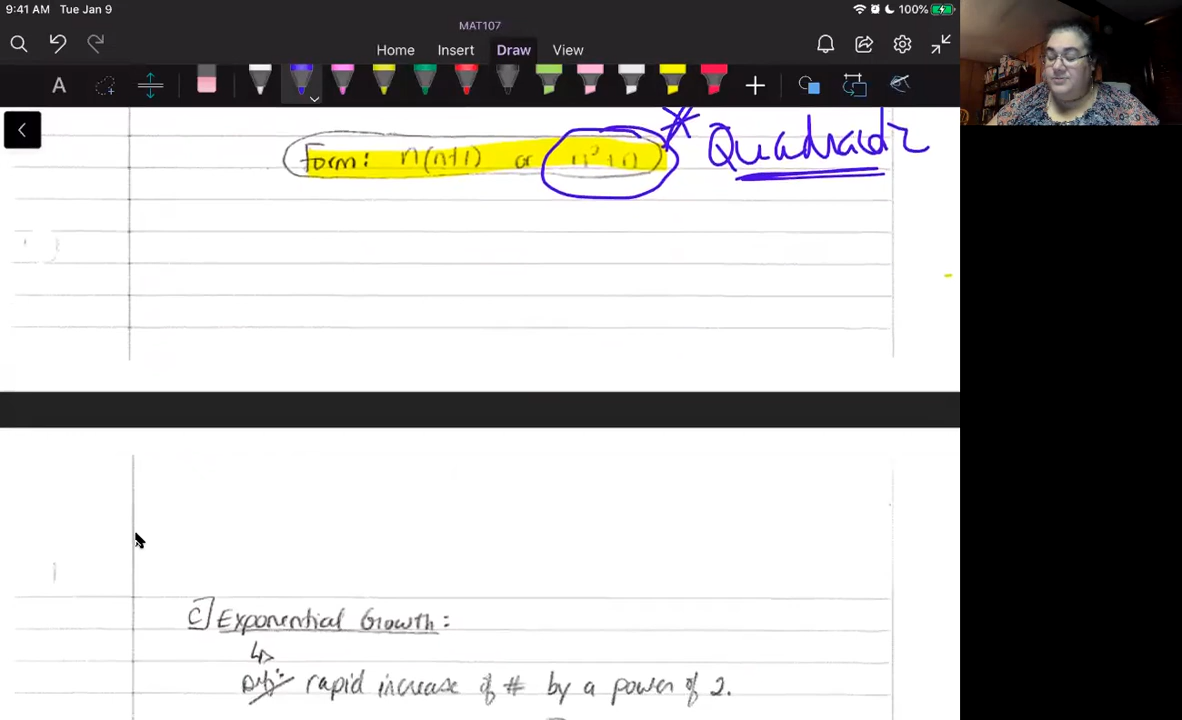 9:41 AM Tue Jan 9
100%
MAT107
Home Insert Draw View
A
Form: n(n+1) or n² + n
* Quadratic
C] Exponential Growth:
Def: rapid increase of # by a power of 2.